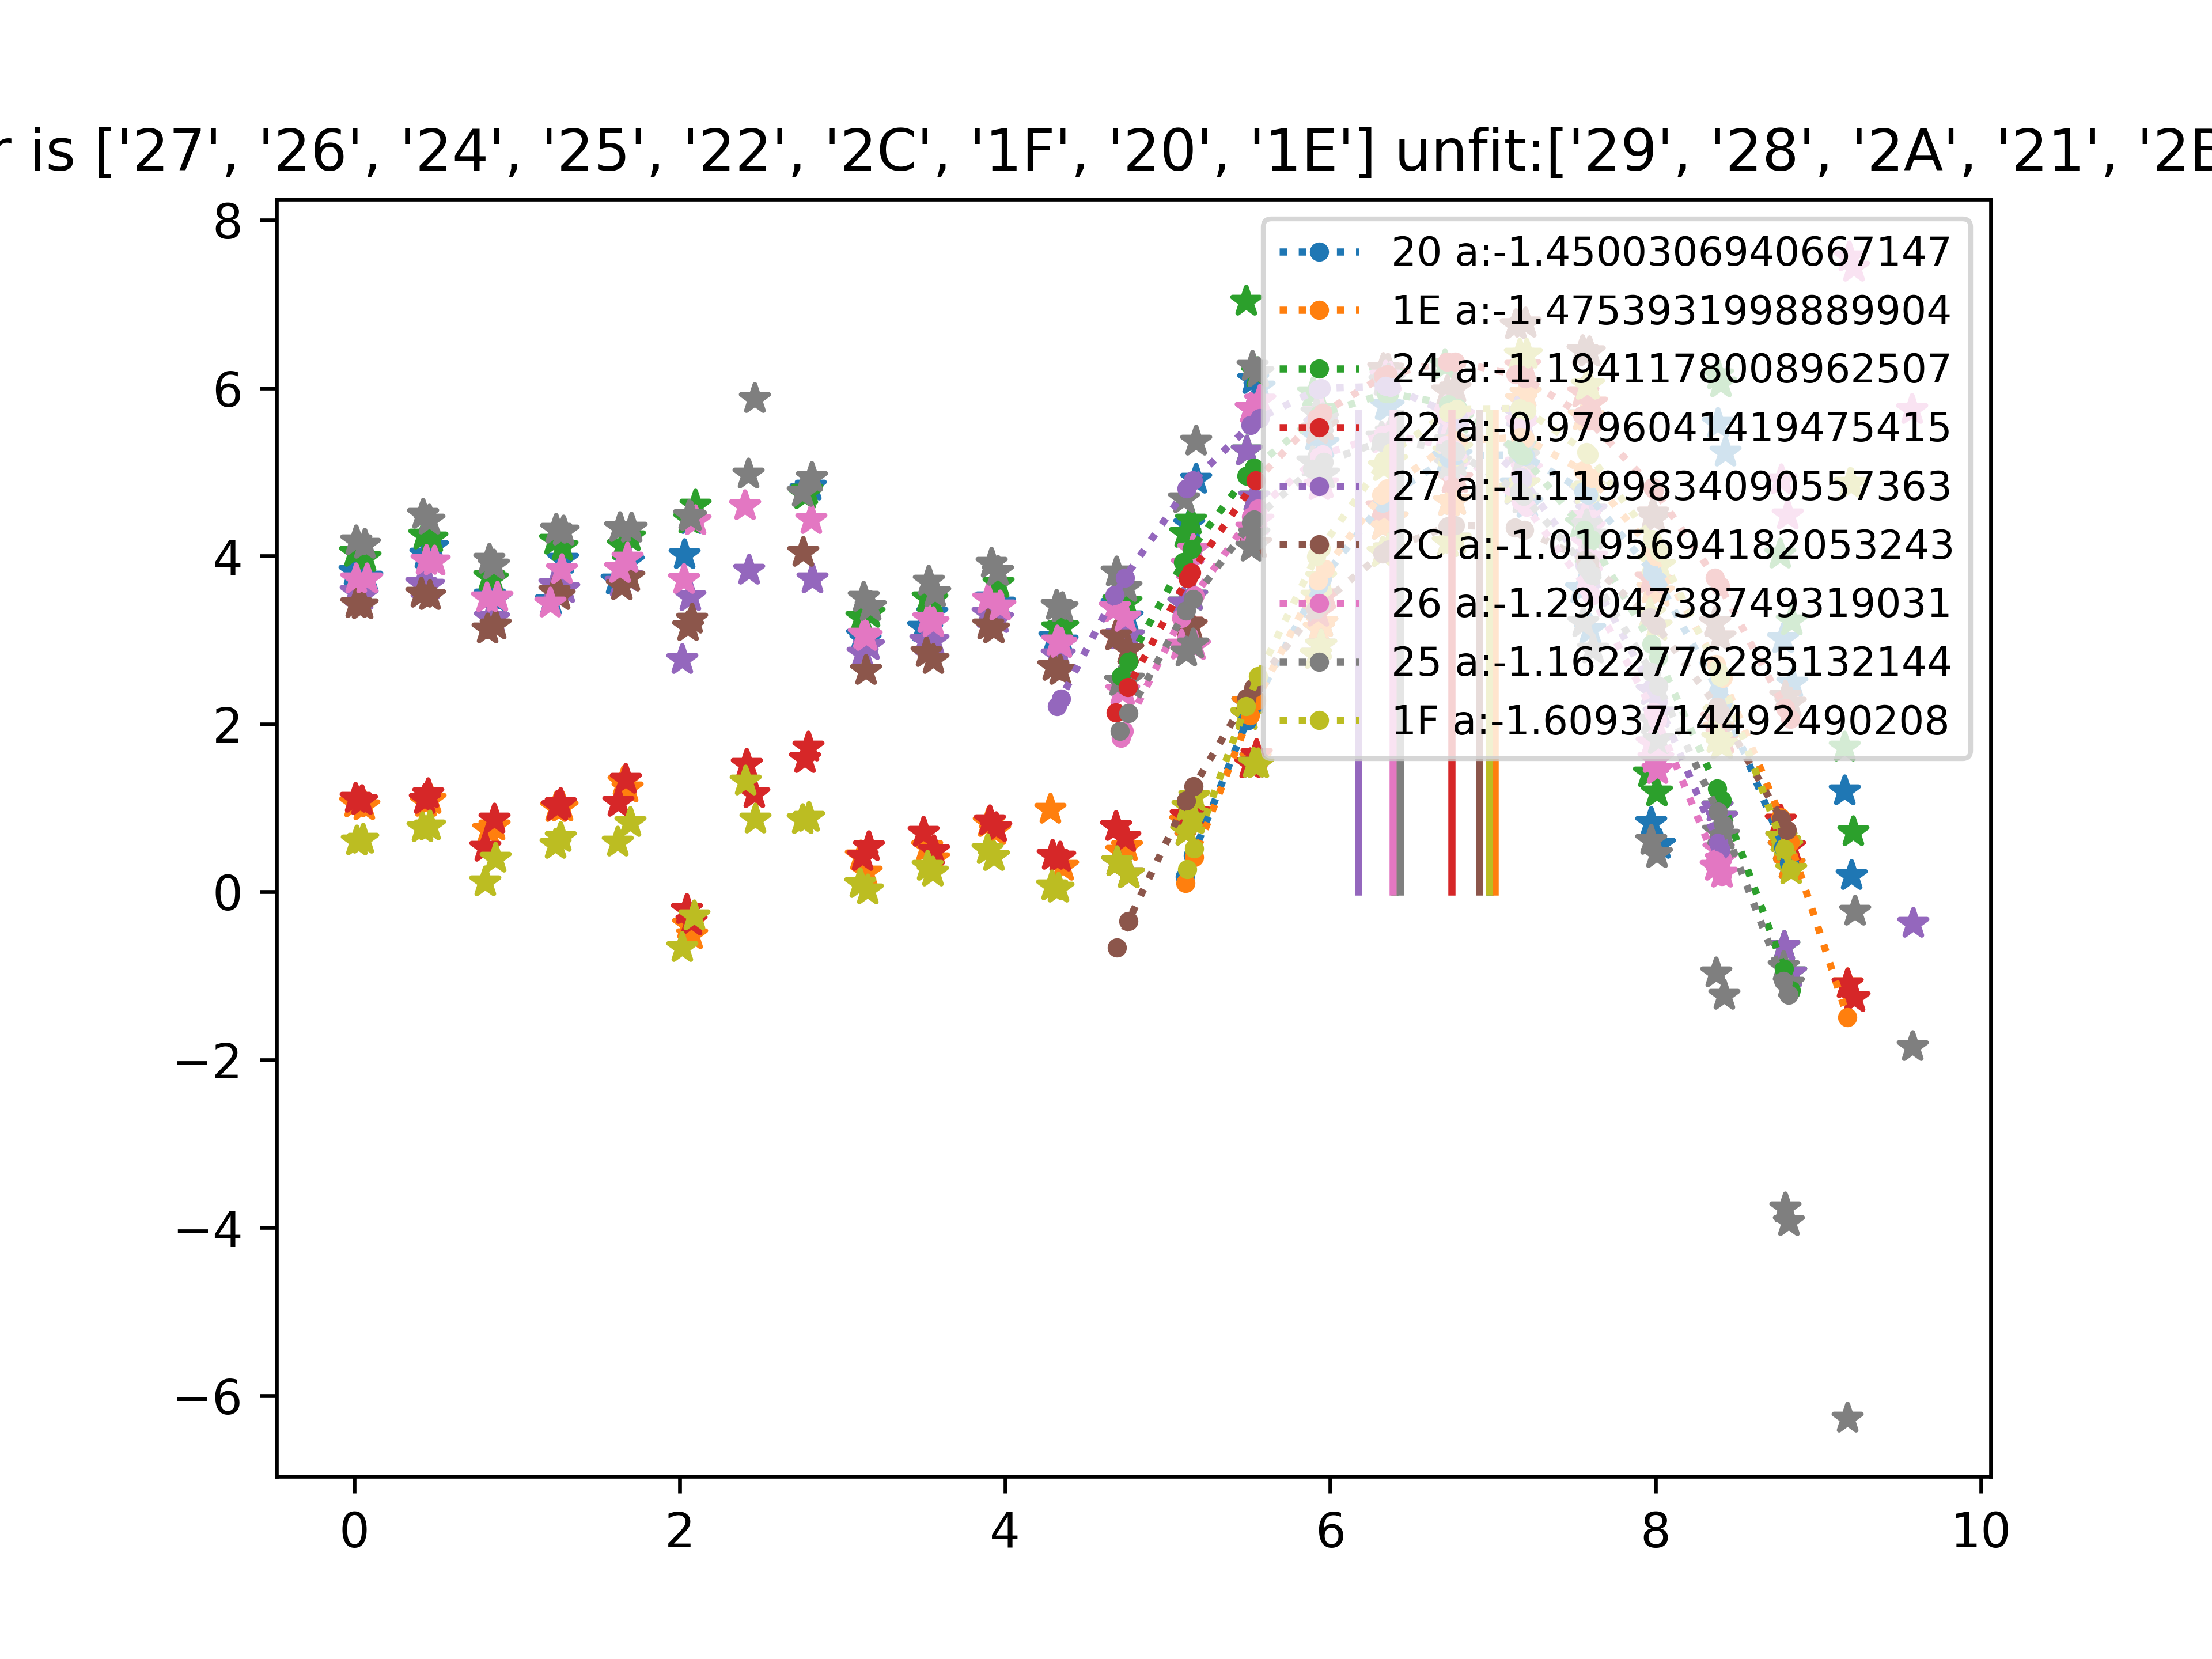 r is ['27', '26', '24', '25', '22', '2C', '1F', '20', '1E'] unfit:['29', '28', '2A', '21', '2
8
6
4
2
0
−2
−4
−6
20 a:-1.4500306940667147
1E a:-1.4753931998889904
24 a:-1.1941178008962507
22 a:-0.9796041419475415
27 a:-1.1199834090557363
2C a:-1.0195694182053243
26 a:-1.2904738749319031
25 a:-1.1622776285132144
1F a:-1.6093714492490208
0 2 4 6 8 10